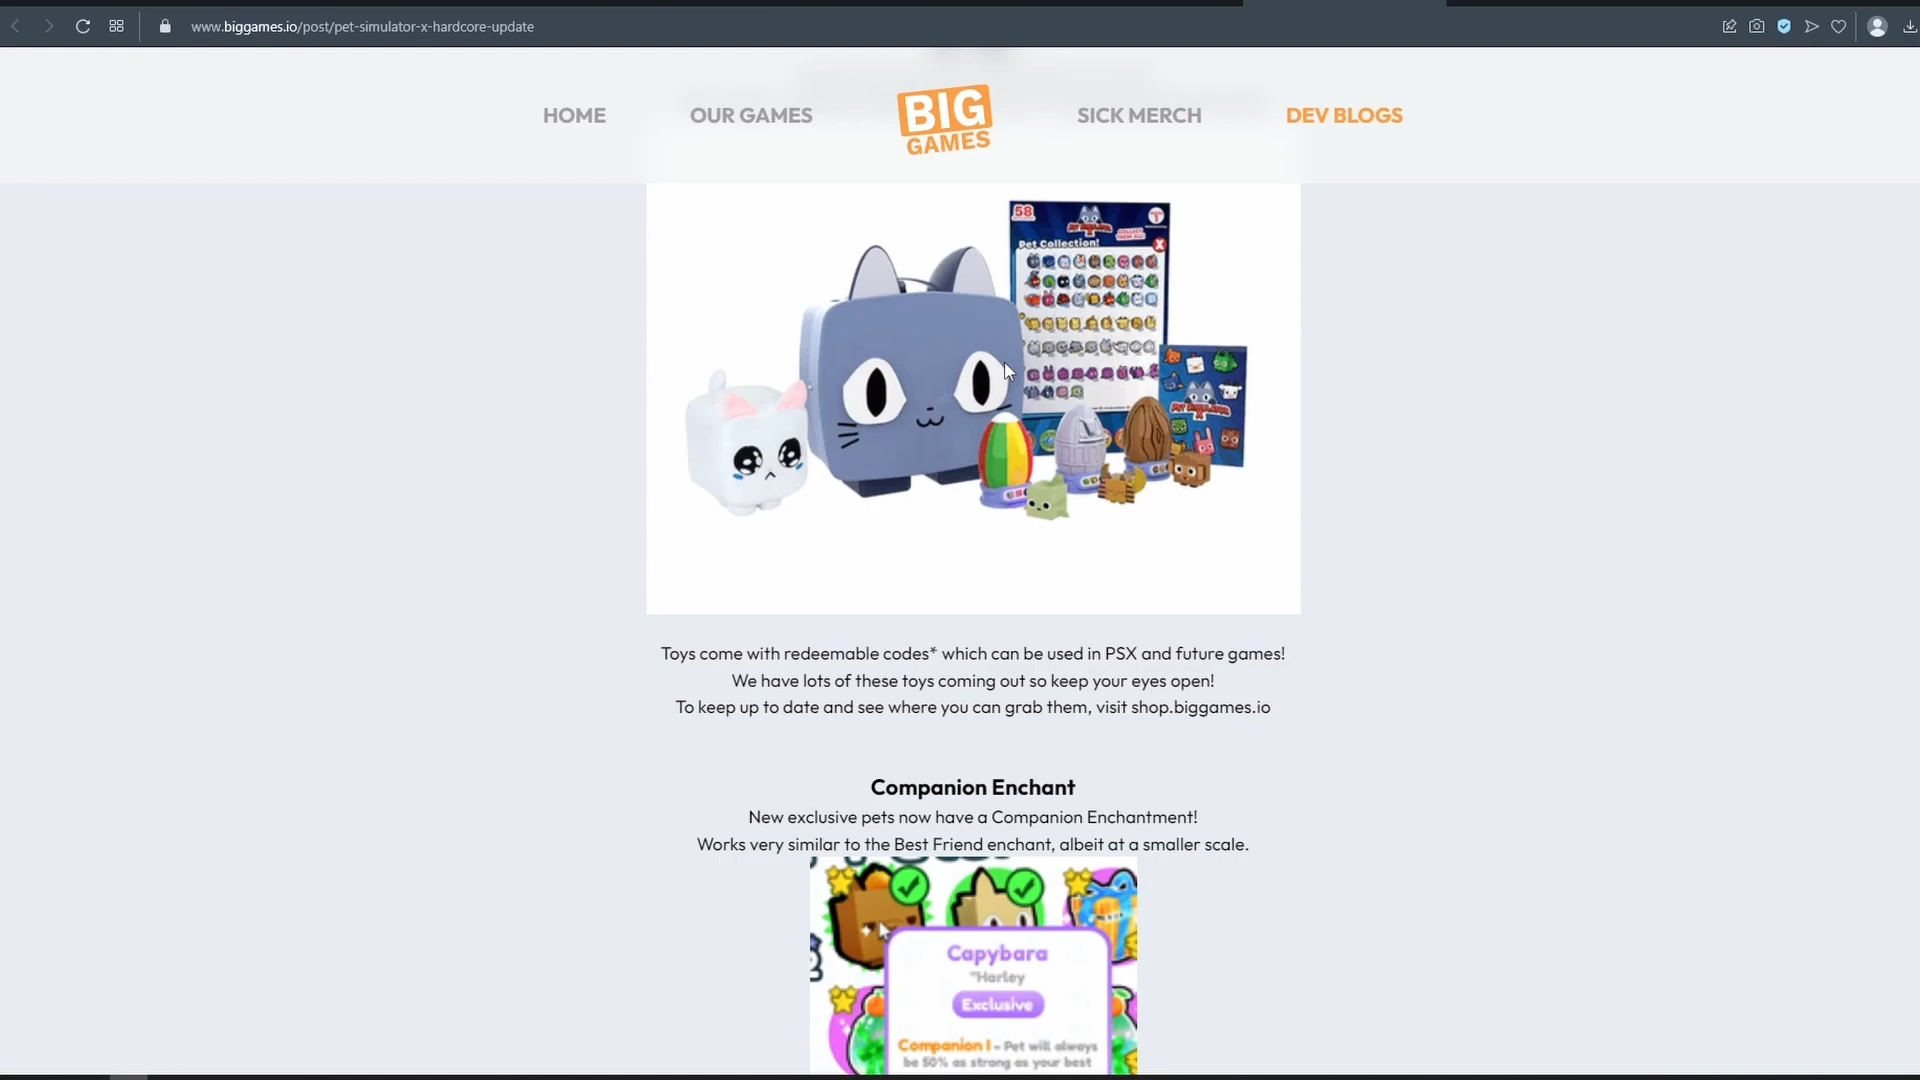 www.biggames.io/post/pet-simulator-x-hardcore-update
HOME
OUR GAMES
BIG
GAMES
SICK MERCH
DEV BLOGS
58
Pet Collection!
X
Toys come with redeemable codes* which can be used in PSX and future games!
We have lots of these toys coming out so keep your eyes open!
To keep up to date and see where you can grab them, visit shop.biggames.io
Companion Enchant
New exclusive pets now have a Companion Enchantment!
Works very similar to the Best Friend enchant, albeit at a smaller scale.
Capybara
"Harley
Exclusive
Companion I - Pet will always
be 50% as strong as your best